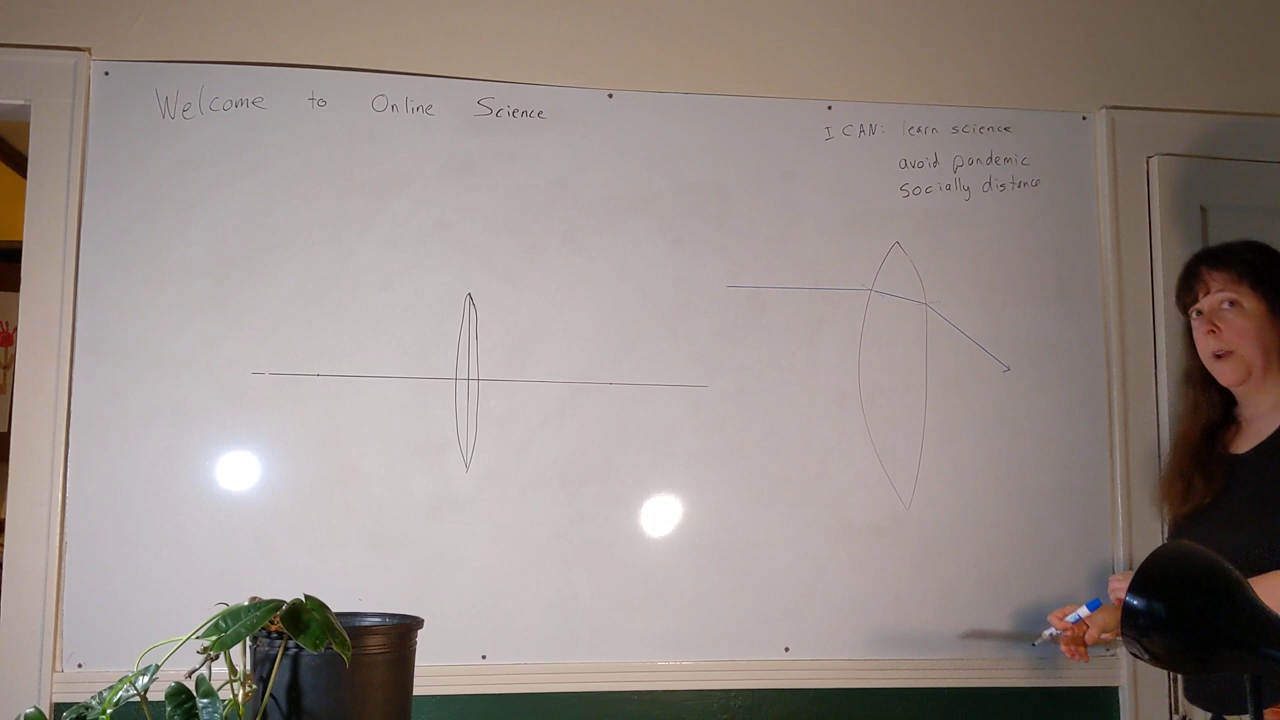 Welcome to Online Science
I CAN: learn science
avoid pandemic
socially distance